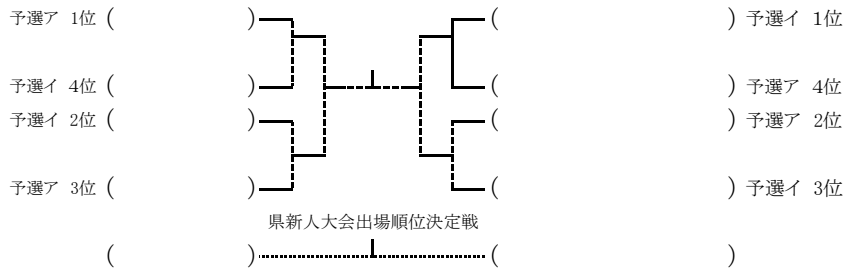 予選ア 1位 ( ) ( ) 予選イ 1位
予選イ 4位 ( ) ( ) 予選ア 4位
予選イ 2位 ( ) ( ) 予選ア 2位
予選ア 3位 ( ) ( ) 予選イ 3位
県新人大会出場順位決定戦
( ) ( )